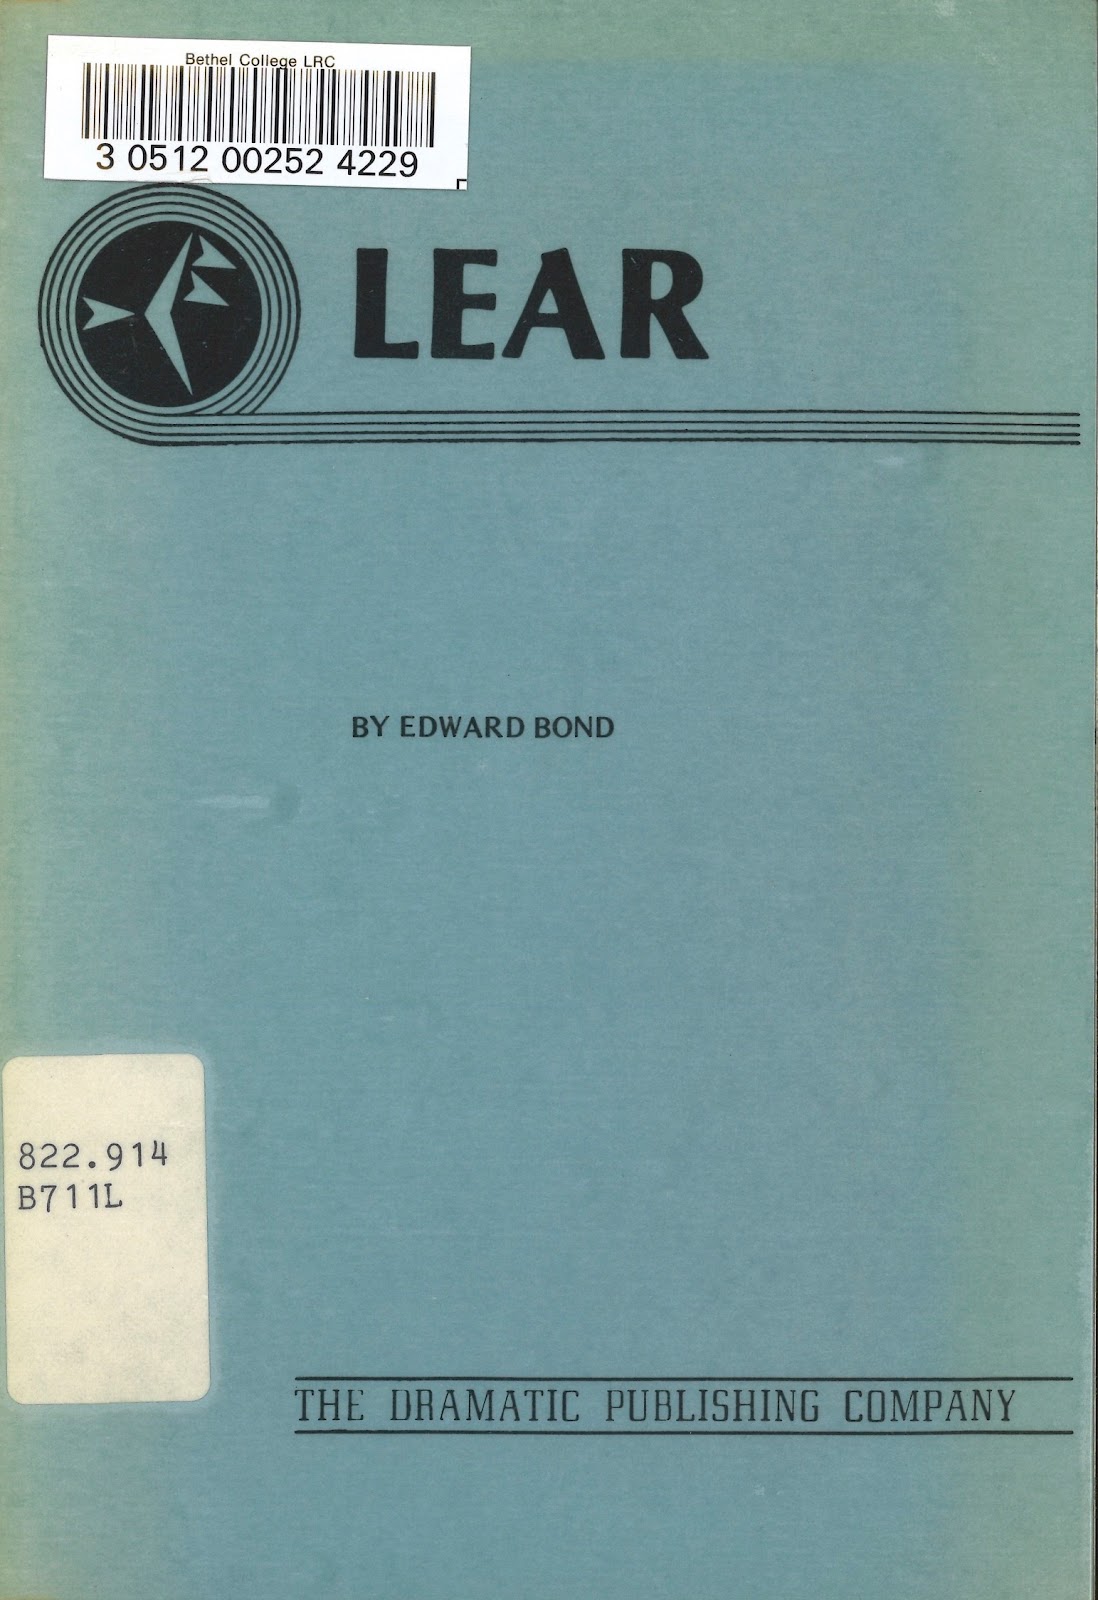 Bethel College LRC
3 0512 00252 4229
LEAR
BY EDWARD BOND
822.914
B711L
THE DRAMATIC PUBLISHING COMPANY